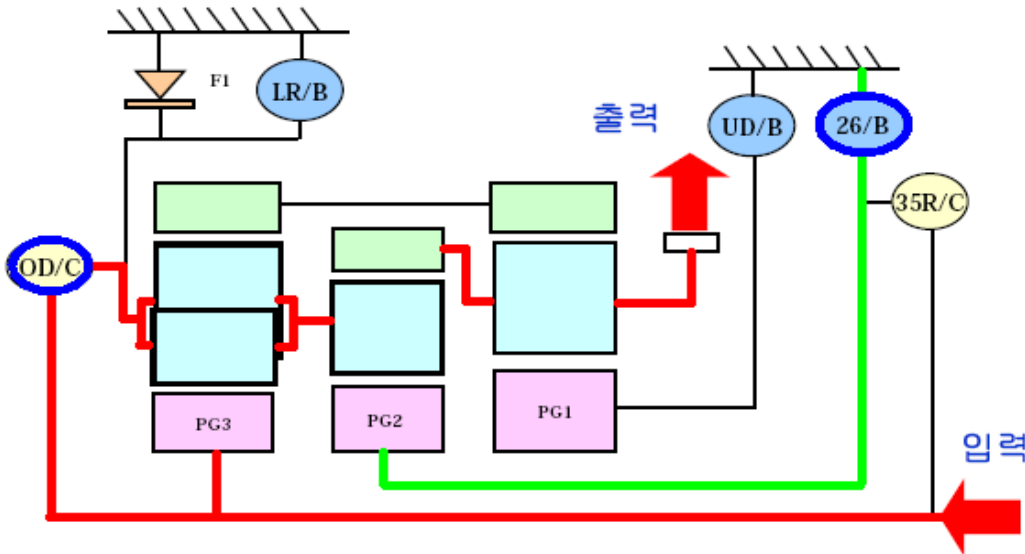 F1
LR/B
출력
UD/B
26/B
35R/C
OD/C
PG3
PG2
PG1
입력